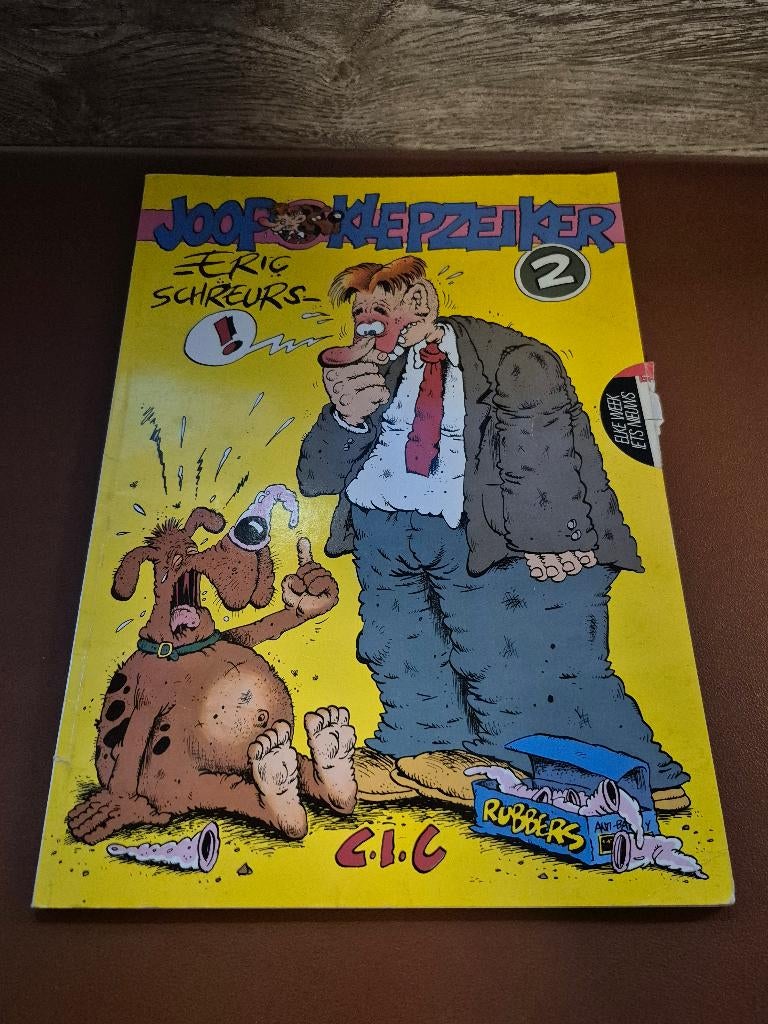 JOOP KLEPZEIKER
2
ERIC
SCHREURS
!
ELKE WEEK
IETS NIEUWS
RUBBERS
C.I.C